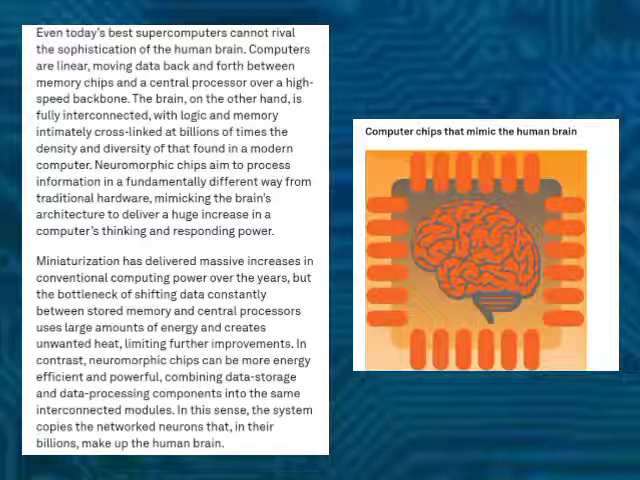 Even today's best supercomputers cannot rival
the sophistication of the human brain. Computers
are linear, moving data back and forth between
memory chips and a central processor over a high-
speed backbone. The brain, on the other hand, is
fully interconnected, with logic and memory
intimately cross-linked at billions of times the
density and diversity of that found in a modern
computer. Neuromorphic chips aim to process
information in a fundamentally different way from
traditional hardware, mimicking the brain's
architecture to deliver a huge increase in a
computer's thinking and responding power.
Miniaturization has delivered massive increases in
conventional computing power over the years, but
the bottleneck of shifting data constantly
between stored memory and central processors
uses large amounts of energy and creates
unwanted heat, limiting further improvements. In
contrast, neuromorphic chips can be more energy
efficient and powerful, combining data-storage
and data-processing components into the same
interconnected modules. In this sense, the system
copies the networked neurons that, in their
billions, make up the human brain.
Computer chips that mimic the human brain